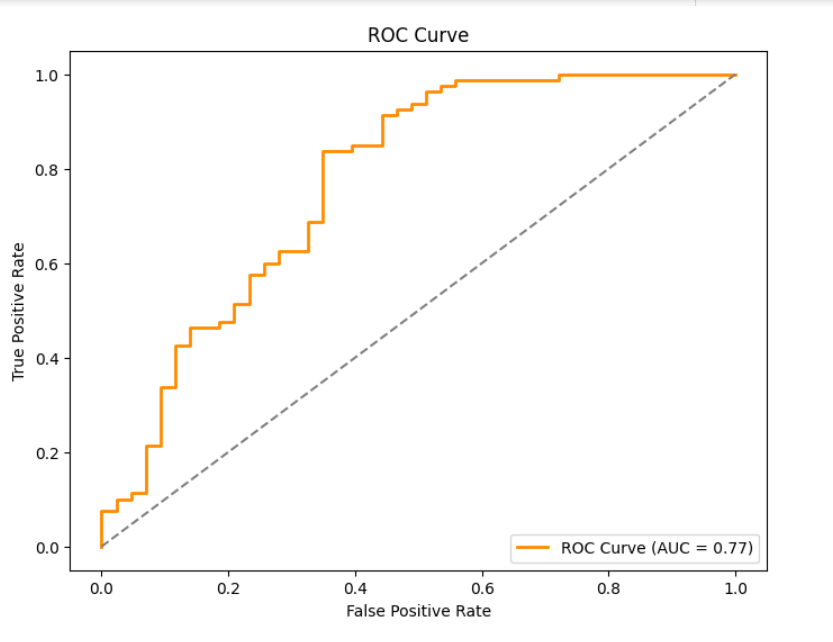 ROC Curve
1.0
0.8
0.6
0.4
0.2
0.0
True Positive Rate
ROC Curve (AUC = 0.77)
0.0 0.2 0.4 0.6 0.8 1.0
False Positive Rate